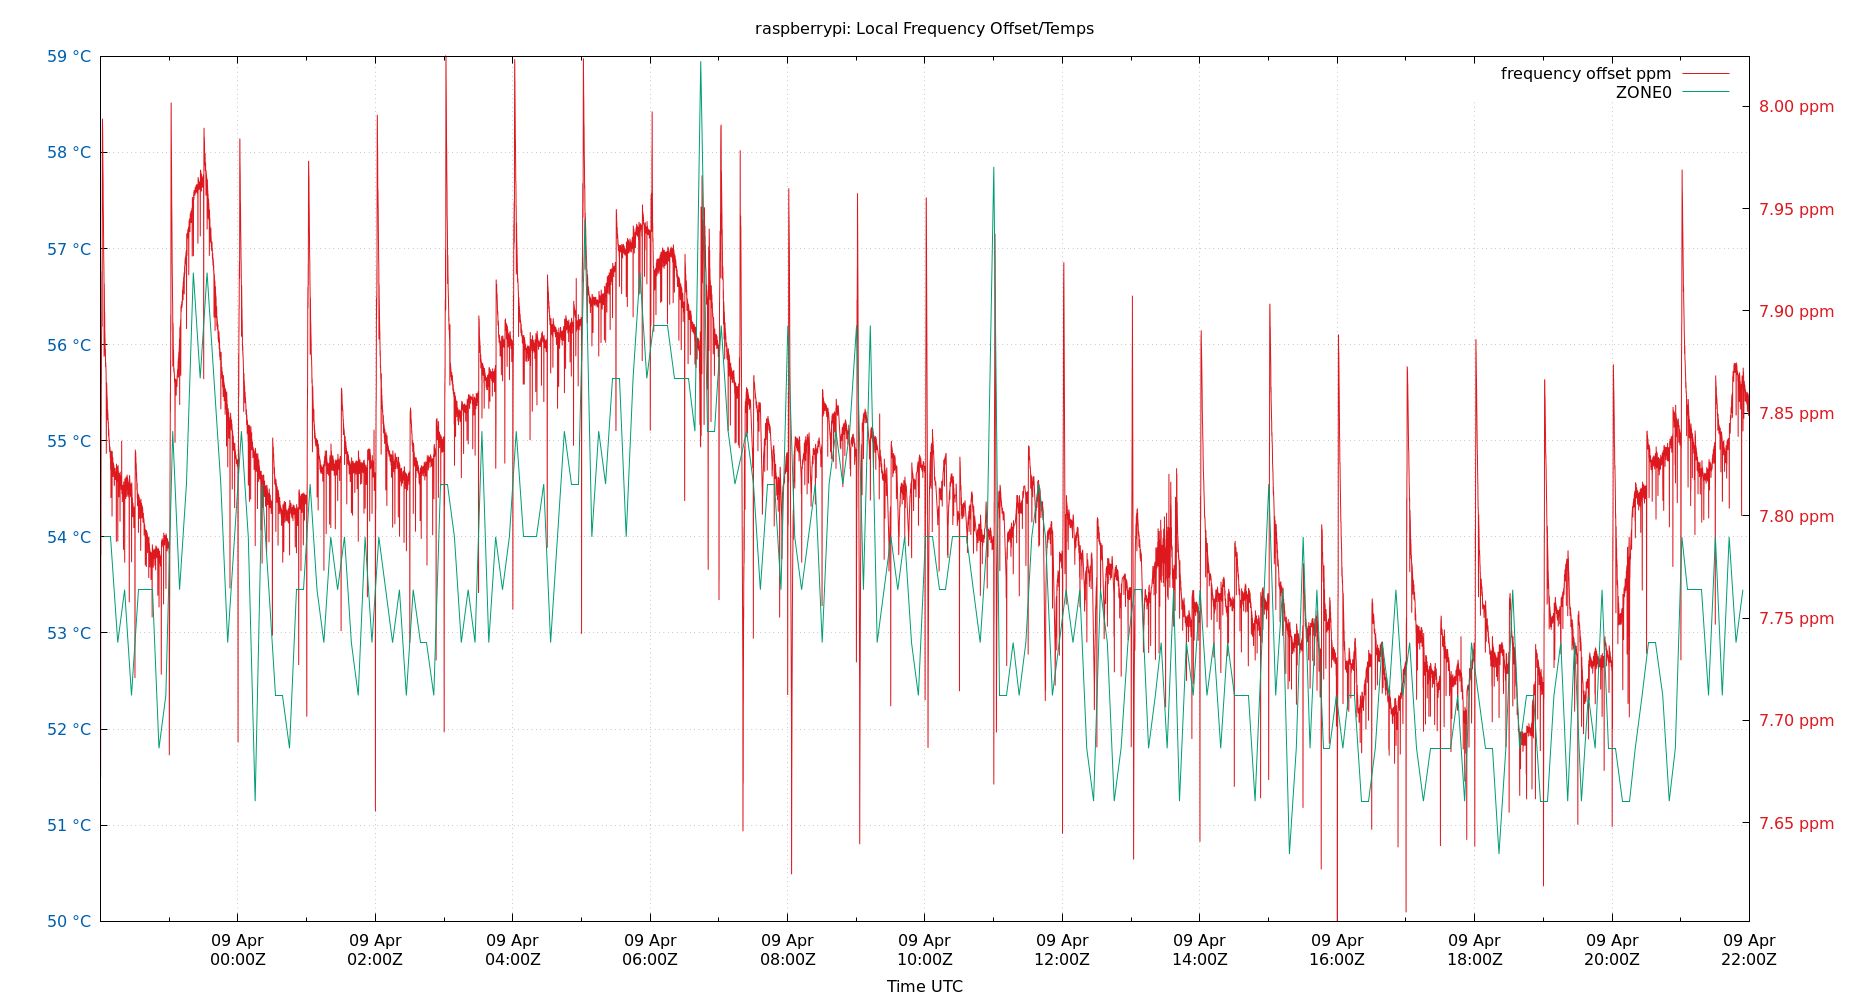 raspberrypi: Local Frequency Offset/Temps
frequency offset ppm
ZONE0
59 °C
58 °C
57 °C
56 °C
55 °C
54 °C
53 °C
52 °C
51 °C
50 °C
8.00 ppm
7.95 ppm
7.90 ppm
7.85 ppm
7.80 ppm
7.75 ppm
7.70 ppm
7.65 ppm
09 Apr 09 Apr 09 Apr 09 Apr 09 Apr 09 Apr 09 Apr 09 Apr 09 Apr 09 Apr 09 Apr 09 Apr
00:00Z 02:00Z 04:00Z 06:00Z 08:00Z 10:00Z 12:00Z 14:00Z 16:00Z 18:00Z 20:00Z 22:00Z
Time UTC